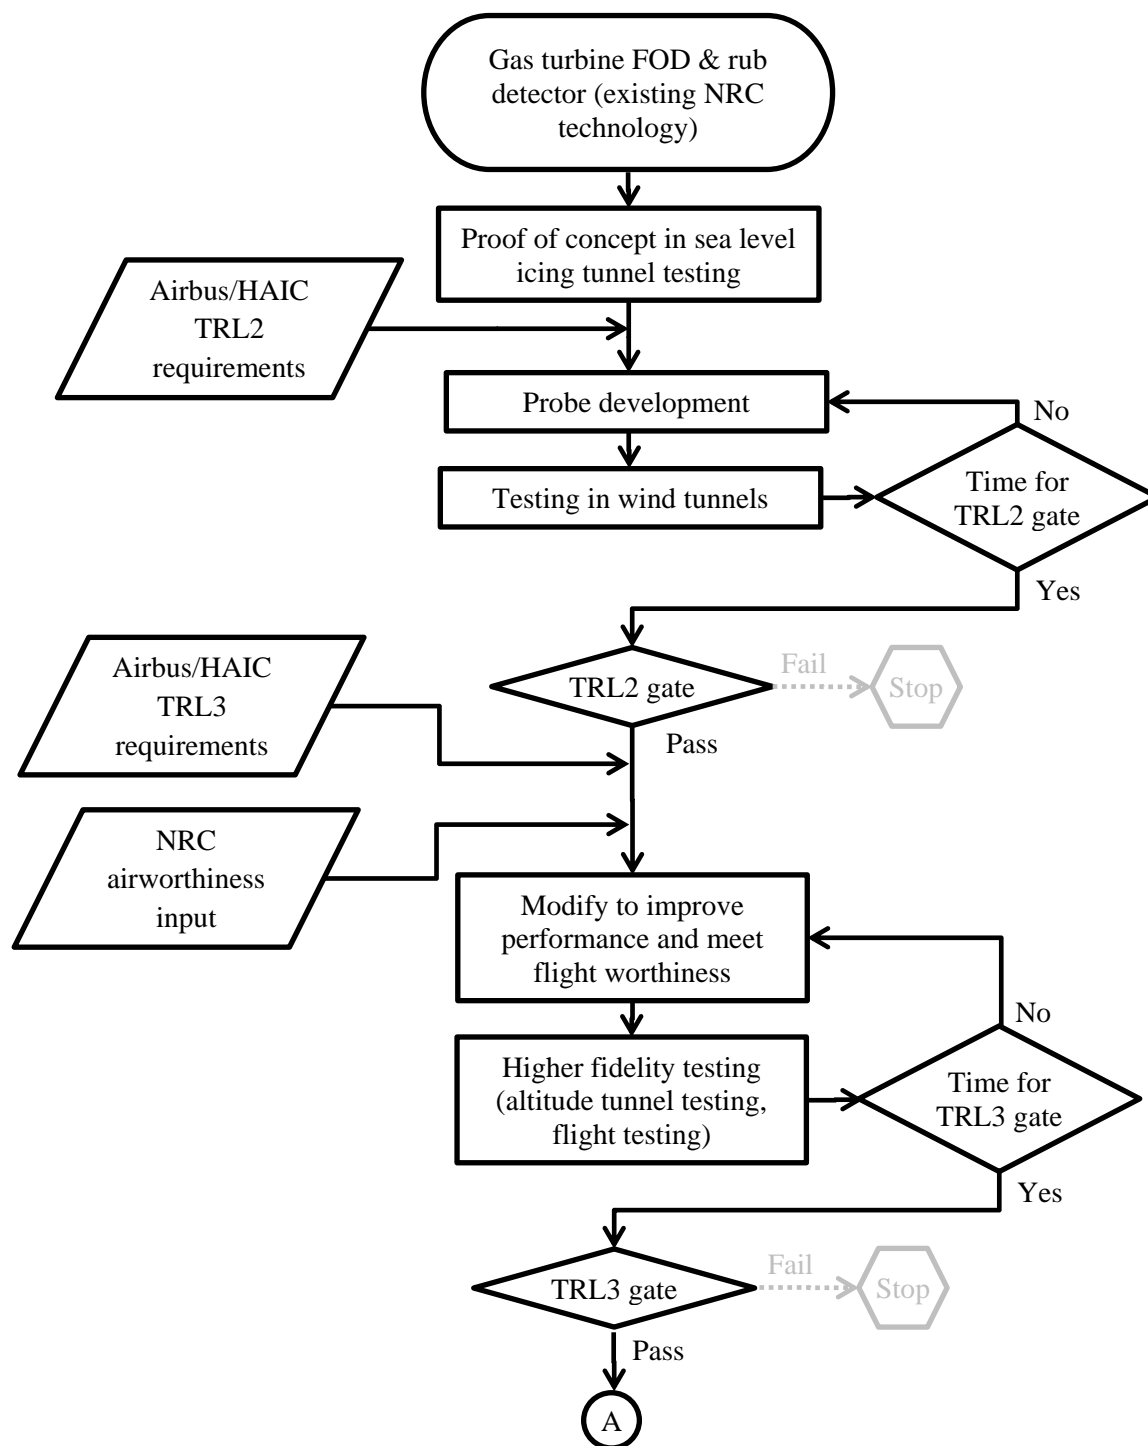 Gas turbine FOD & rub
detector (existing NRC
technology)
Proof of concept in sea level
icing tunnel testing
Airbus/HAIC
TRL2
requirements
Probe development
No
Testing in wind tunnels
Time for
TRL2 gate
Yes
Airbus/HAIC
TRL3
requirements
TRL2 gate
Fail
Stop
Pass
NRC
airworthiness
input
Modify to improve
performance and meet
flight worthiness
No
Higher fidelity testing
(altitude tunnel testing,
flight testing)
Time for
TRL3 gate
Yes
TRL3 gate
Fail
Stop
Pass
A